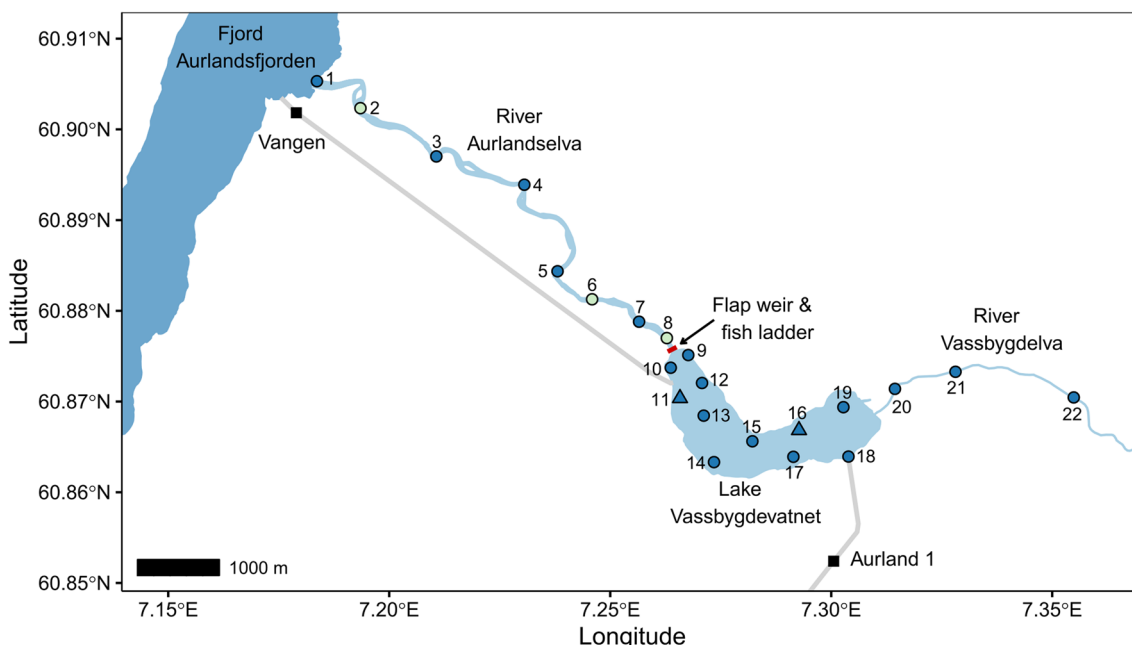 60.91°N
60.90°N
60.89°N
60.88°N
60.87°N
60.86°N
60.85°N
Latitude
Fjord
Aurlandsfjorden
1
2
Vangen
River
Aurlandselva
3
4
5
6
7
8
Flap weir &
fish ladder
9
10
11
12
13
14
15
16
17
18
19
20
21
22
River
Vassbygdelva
Lake
Vassbygdevatnet
Aurland 1
1000 m
7.15°E
7.20°E
7.25°E
7.30°E
7.35°E
Longitude